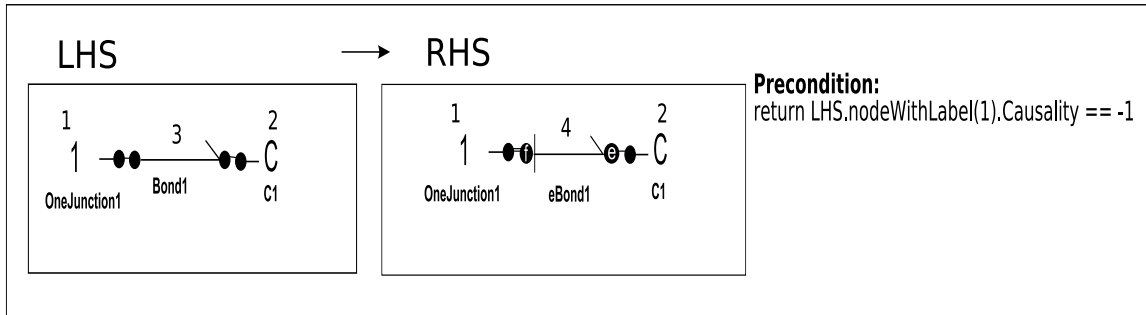 LHS
RHS
1
3
2
1
C
OneJunction1
Bond1
C1
1
4
2
1
f
e
C
OneJunction1
eBond1
C1
Precondition:
return LHS.nodeWithLabel(1).Causality == -1